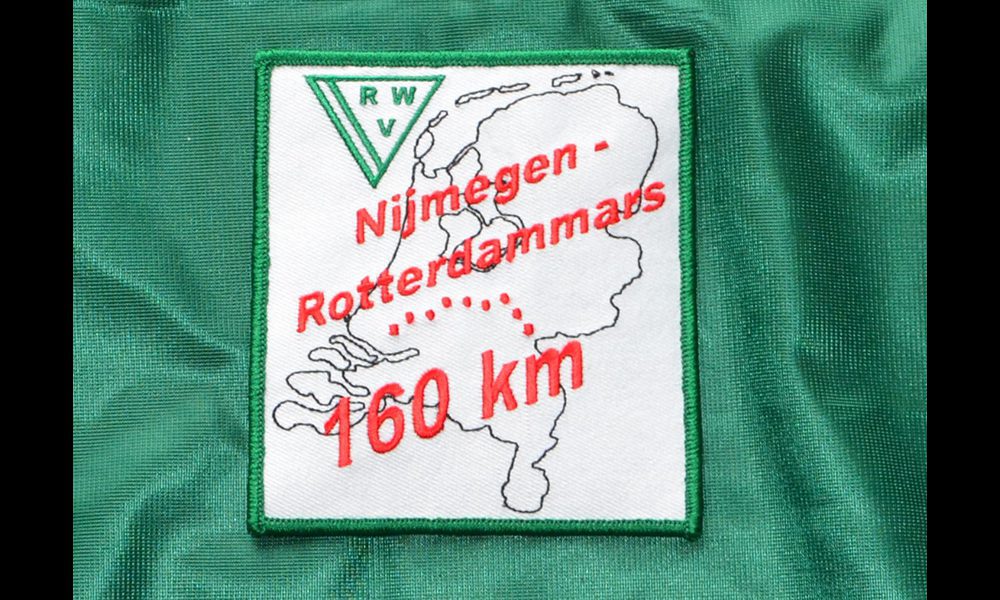 R W
V
Nijmegen -
Rotterdammars
160 km